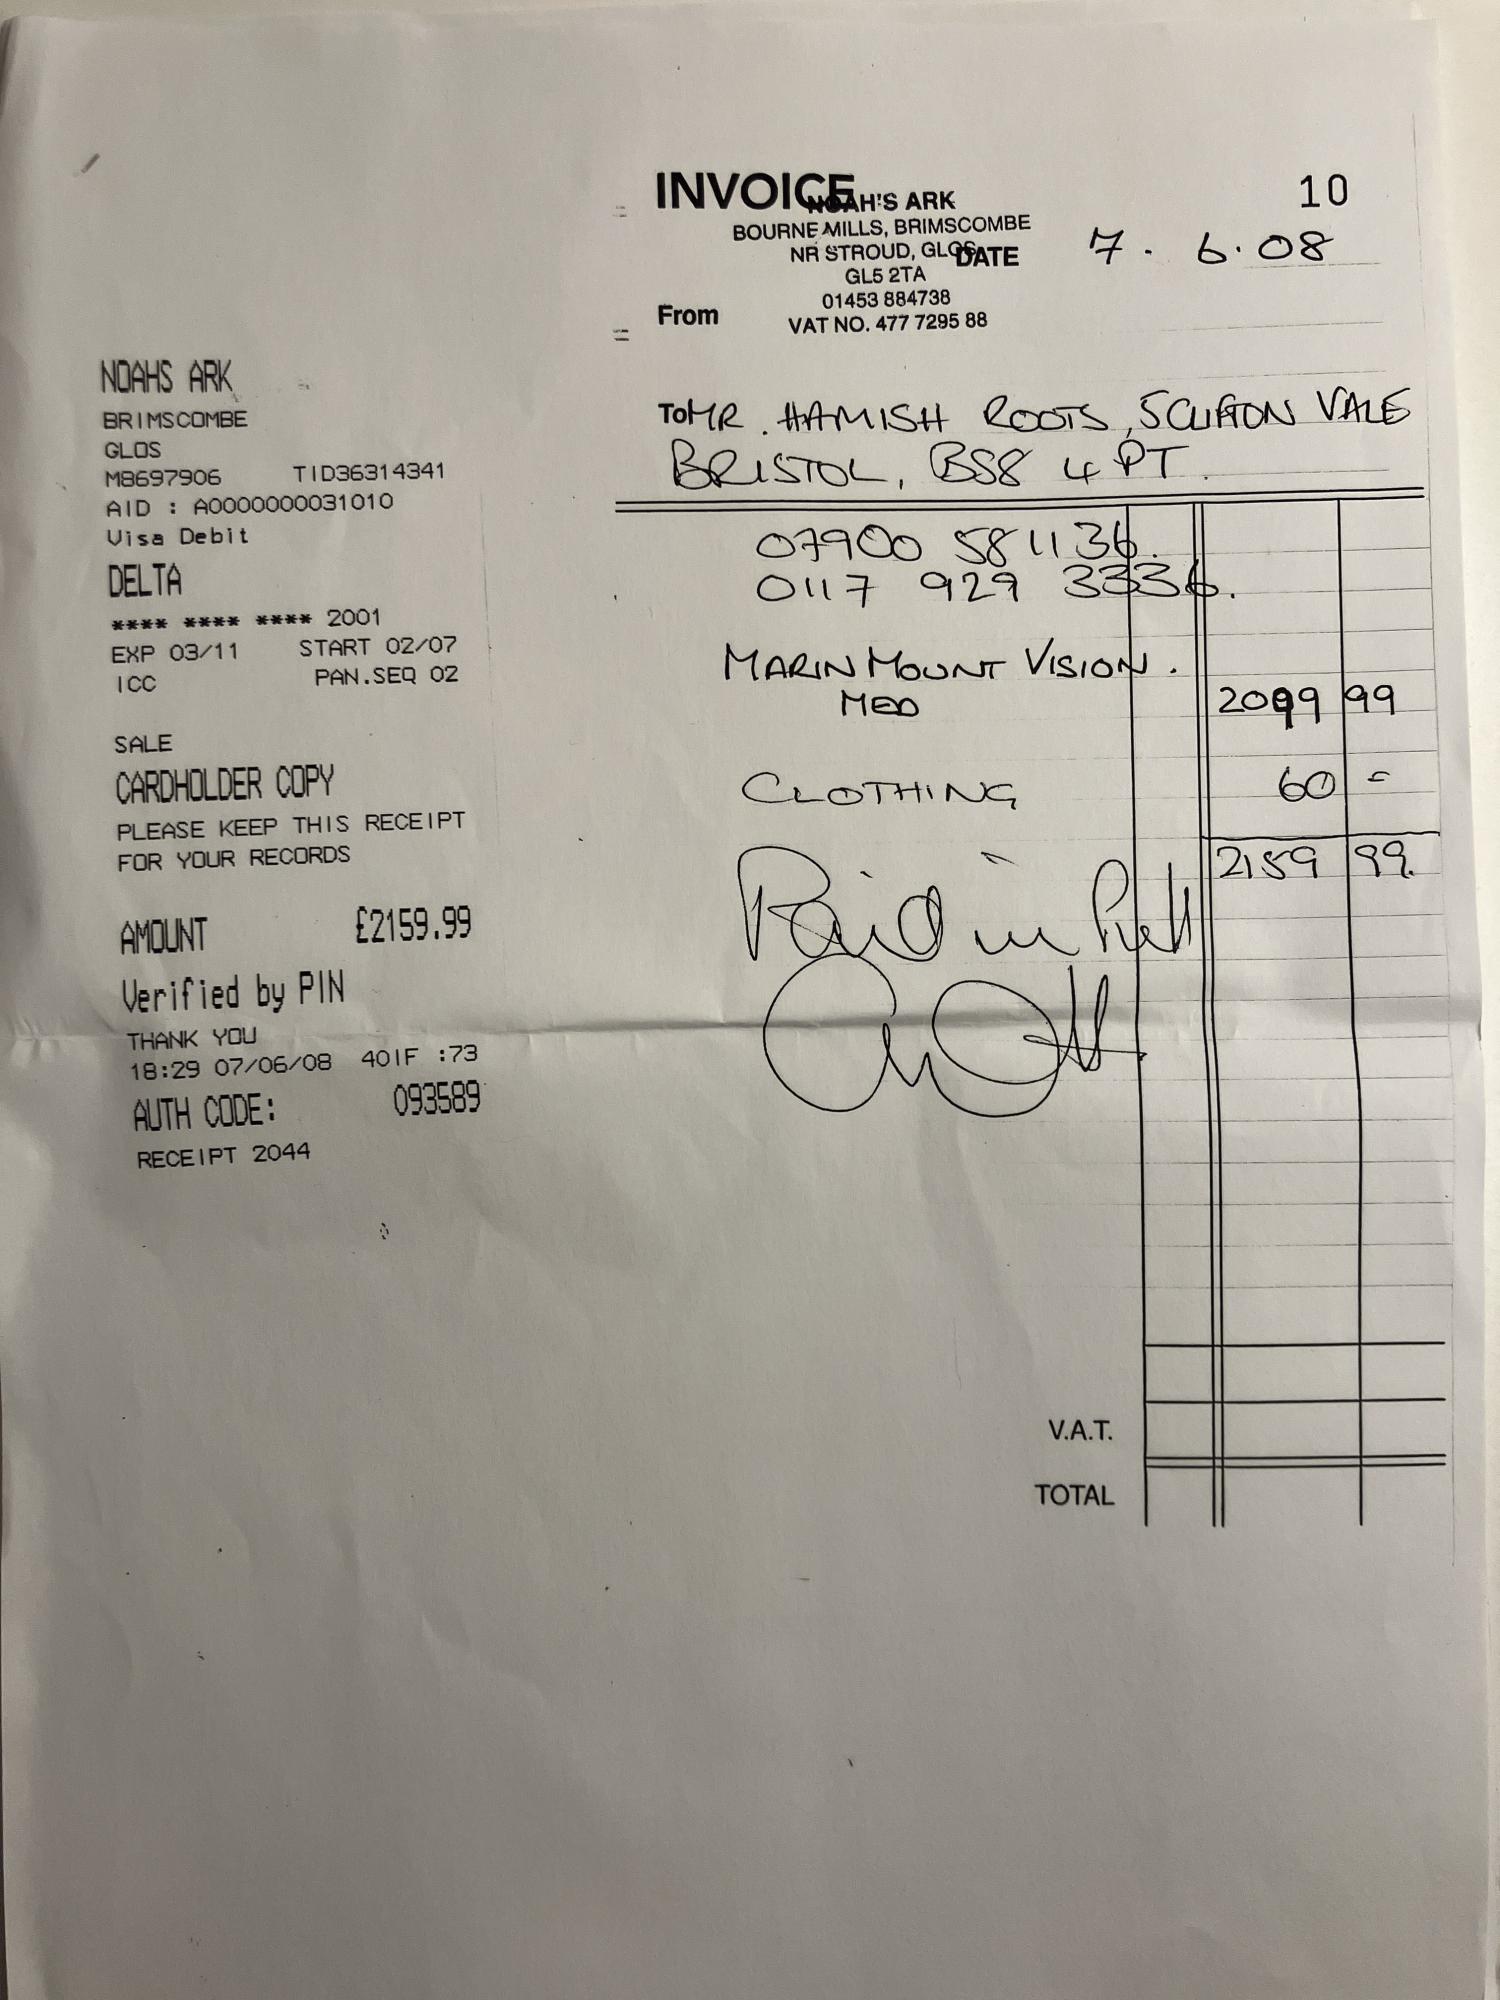 NOAHS ARK
BRIMSCOMBE
GLOS
M8697906 TID36314341
AID : A0000000031010
Visa Debit
DELTA
**** **** **** 2001
EXP 03/11 START 02/07
ICC PAN.SEQ 02
SALE
CARDHOLDER COPY
PLEASE KEEP THIS RECEIPT
FOR YOUR RECORDS
AMOUNT £2159.99
Verified by PIN
THANK YOU
18:29 07/06/08 40IF :73
AUTH CODE: 093589
RECEIPT 2044
INVOICE 10
NOAH'S ARK
BOURNE MILLS, BRIMSCOMBE
NR STROUD, GLOS
DATE 7.6.08
GL5 2TA
01453 884738
From
VAT NO. 477 7295 88
To MR. HAMISH ROOTS, 5 CLIFTON VALE
BRISTOL, BS8 4PT.
07900 581136.
0117 929 3336.
MARIN MOUNT VISION.
MED 2099 99
CLOTHING 60 =
2159 99.
Paid in Full
V.A.T.
TOTAL